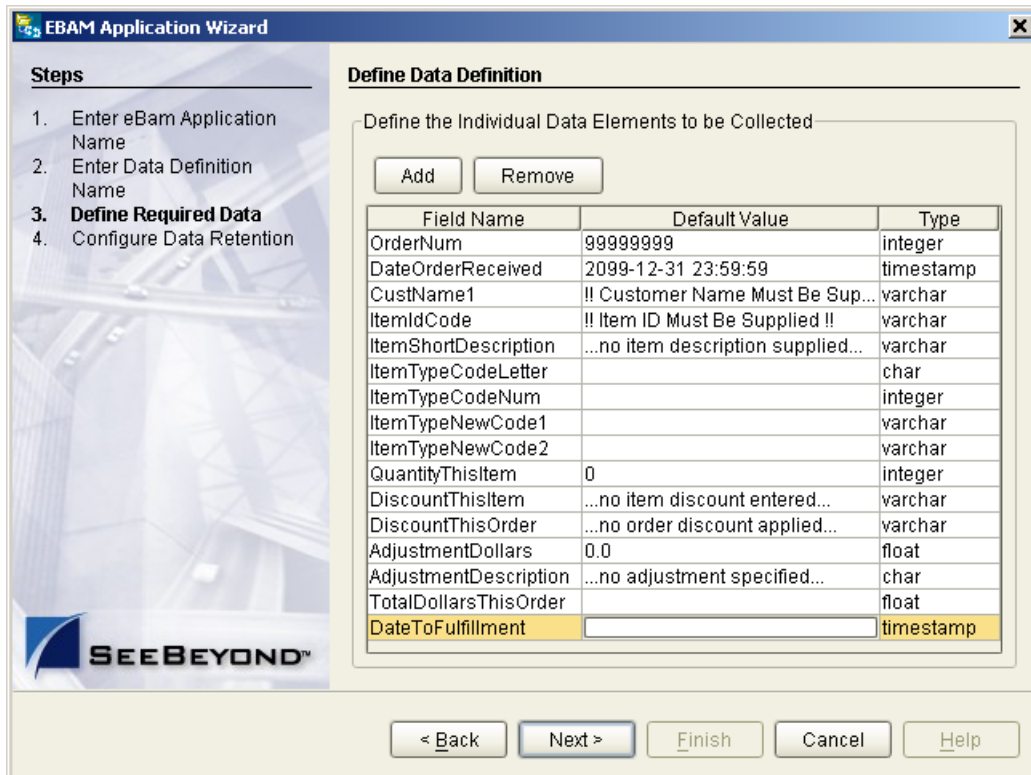 EBAM Application Wizard
Steps
1. Enter eBam Application
Name
2. Enter Data Definition
Name
3. Define Required Data
4. Configure Data Retention
Define Data Definition
Define the Individual Data Elements to be Collected
Add Remove
Field Name Default Value Type
OrderNum 99999999 integer
DateOrderReceived 2099-12-31 23:59:59 timestamp
CustName1 !! Customer Name Must Be Sup... varchar
ItemIdCode !! Item ID Must Be Supplied !! varchar
ItemShortDescription ...no item description supplied... varchar
ItemTypeCodeLetter char
ItemTypeCodeNum integer
ItemTypeNewCode1 varchar
ItemTypeNewCode2 varchar
QuantityThisItem 0 integer
DiscountThisItem ...no item discount entered... varchar
DiscountThisOrder ...no order discount applied... varchar
AdjustmentDollars 0.0 float
AdjustmentDescription ...no adjustment specified... char
TotalDollarsThisOrder float
DateToFulfillment timestamp
SEEBEYOND™
< Back Next > Finish Cancel Help